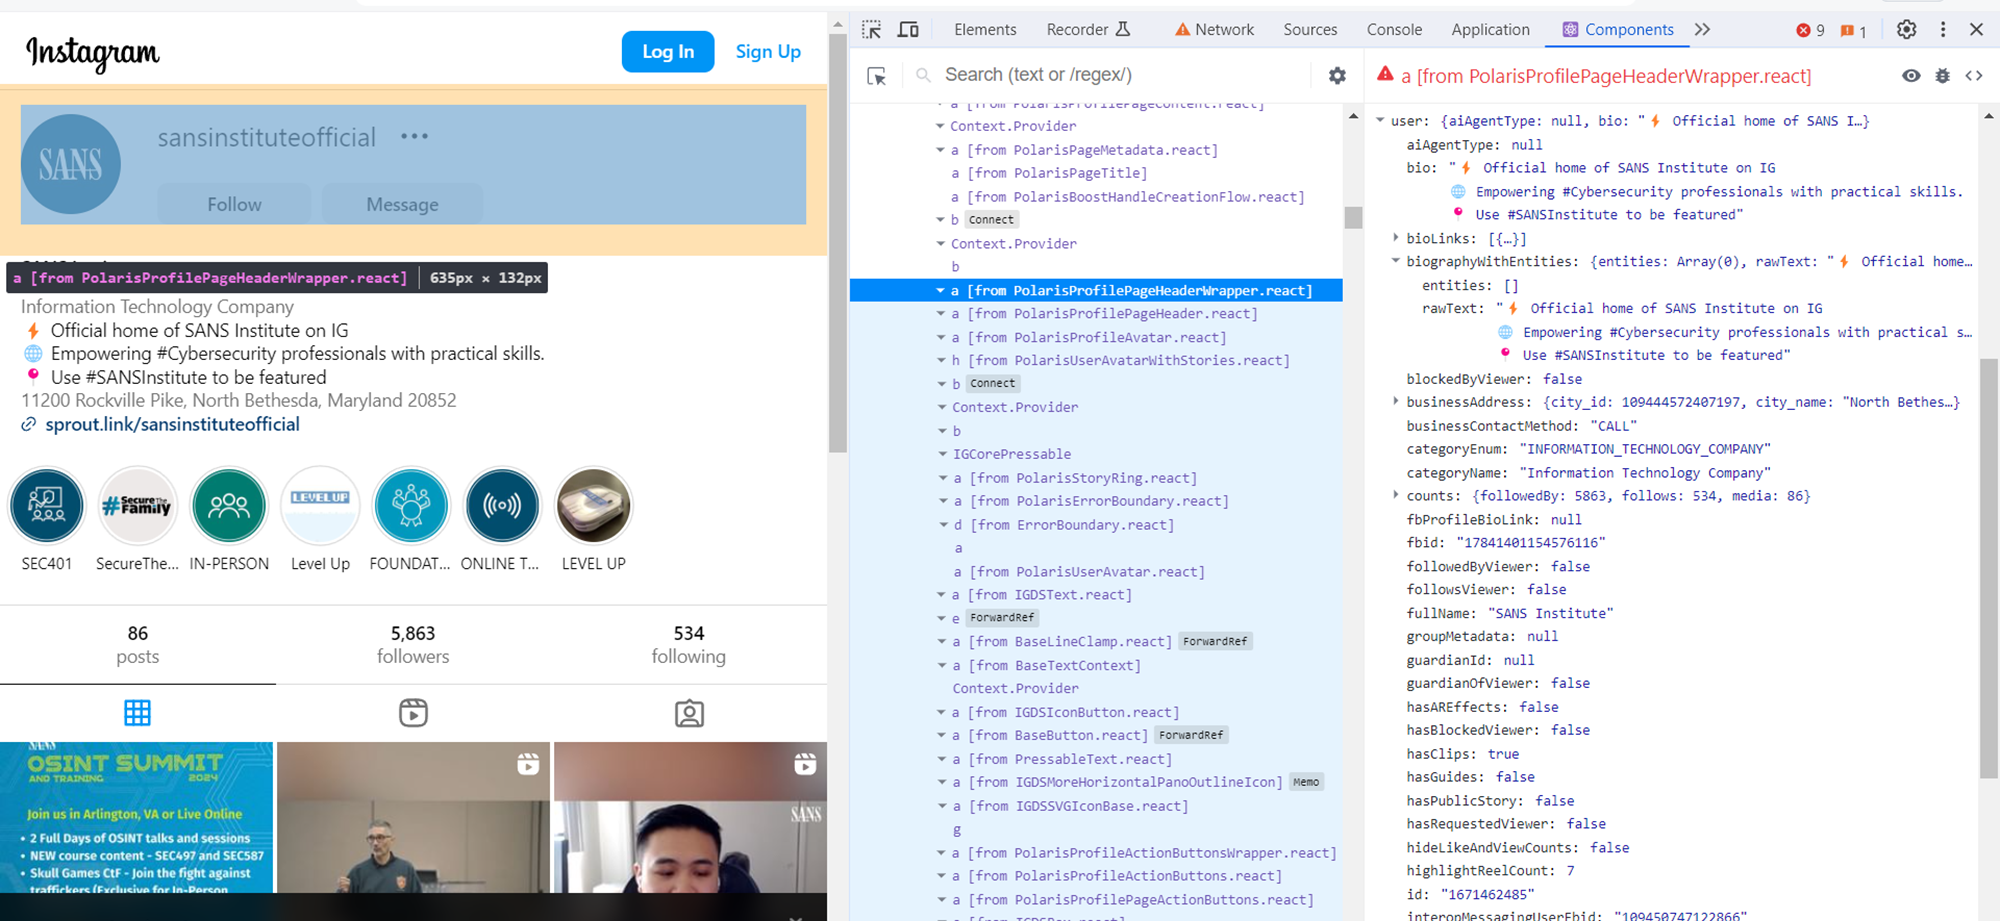 Instagram
Log In
Sign Up
SANS
sansinstituteofficial
Follow
Message
a [from PolarisProfilePageHeaderWrapper.react]
635px × 132px
Information Technology Company
Official home of SANS Institute on IG
Empowering #Cybersecurity professionals with practical skills.
Use #SANSInstitute to be featured
11200 Rockville Pike, North Bethesda, Maryland 20852
sprout.link/sansinstituteofficial
#SecureTheFamily
LEVEL UP
SEC401
SecureThe...
IN-PERSON
Level Up
FOUNDAT...
ONLINE T...
LEVEL UP
86
posts
5,863
followers
534
following
SANS
OSINT SUMMIT
AND TRAINING 2024
Join us in Arlington, VA or Live Online
• 2 Full Days of OSINT talks and sessions
• NEW course content - SEC497 and SEC587
• Skull Games CtF - Join the fight against
traffickers (Exclusive for In-Person
SANS
Elements
Recorder
Network
Sources
Console
Application
Components
9
1
Search (text or /regex/)
a [from PolarisProfilePageContent.react]
Context.Provider
a [from PolarisPageMetadata.react]
a [from PolarisPageTitle]
a [from PolarisBoostHandleCreationFlow.react]
b Connect
Context.Provider
b
a [from PolarisProfilePageHeaderWrapper.react]
a [from PolarisProfilePageHeader.react]
a [from PolarisProfileAvatar.react]
h [from PolarisUserAvatarWithStories.react]
b Connect
Context.Provider
b
IGCorePressable
a [from PolarisStoryRing.react]
a [from PolarisErrorBoundary.react]
d [from ErrorBoundary.react]
a
a [from PolarisUserAvatar.react]
a [from IGDSText.react]
e ForwardRef
a [from BaseLineClamp.react] ForwardRef
a [from BaseTextContext]
Context.Provider
a [from IGDSIconButton.react]
a [from BaseButton.react] ForwardRef
a [from PressableText.react]
a [from IGDSMoreHorizontalPanoOutlineIcon] Memo
a [from IGDSSVGIconBase.react]
g
a [from PolarisProfileActionButtonsWrapper.react]
a [from PolarisProfileActionButtons.react]
a [from PolarisProfilePageActionButtons.react]
a [from IGDSBox.react]
a [from PolarisProfilePageHeaderWrapper.react]
user: {aiAgentType: null, bio: "⚡ Official home of SANS I…}
aiAgentType: null
bio: "⚡ Official home of SANS Institute on IG
🌐 Empowering #Cybersecurity professionals with practical skills.
📍 Use #SANSInstitute to be featured"
bioLinks: [{…}]
biographyWithEntities: {entities: Array(0), rawText: "⚡ Official home…
entities: []
rawText: "⚡ Official home of SANS Institute on IG
🌐 Empowering #Cybersecurity professionals with practical s…
📍 Use #SANSInstitute to be featured"
blockedByViewer: false
businessAddress: {city_id: 109444572407197, city_name: "North Bethes…}
businessContactMethod: "CALL"
categoryEnum: "INFORMATION_TECHNOLOGY_COMPANY"
categoryName: "Information Technology Company"
counts: {followedBy: 5863, follows: 534, media: 86}
fbProfileBioLink: null
fbid: "17841401154576116"
followedByViewer: false
followsViewer: false
fullName: "SANS Institute"
groupMetadata: null
guardianId: null
guardianOfViewer: false
hasAREffects: false
hasBlockedViewer: false
hasClips: true
hasGuides: false
hasPublicStory: false
hasRequestedViewer: false
hideLikeAndViewCounts: false
highlightReelCount: 7
id: "1671462485"
interopMessagingUserFbid: "109450747122866"